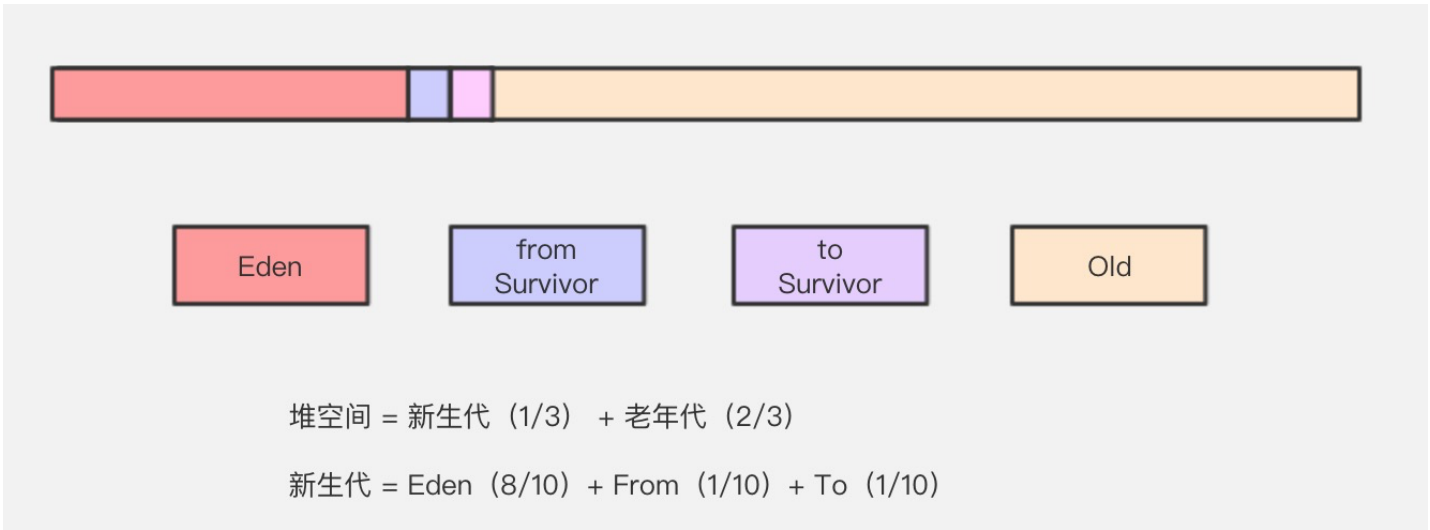 Eden
from
Survivor
to
Survivor
Old
堆空间 = 新生代（1/3） + 老年代（2/3）
新生代 = Eden（8/10）+ From（1/10）+ To（1/10）